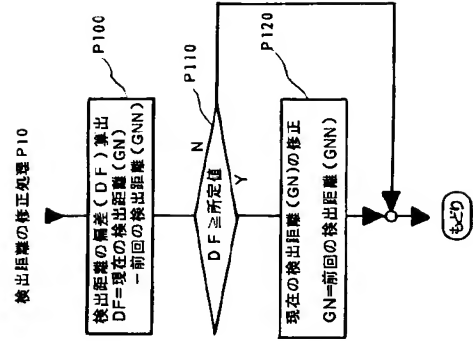 検出距離の修正処理 P10
P100
検出距離の偏差(DF)算出
DF=現在の検出距離(GN)
－前回の検出距離(GNN)
P110
N
DF≧所定値
Y
P120
現在の検出距離(GN)の修正
GN=前回の検出距離(GNN)
もどり